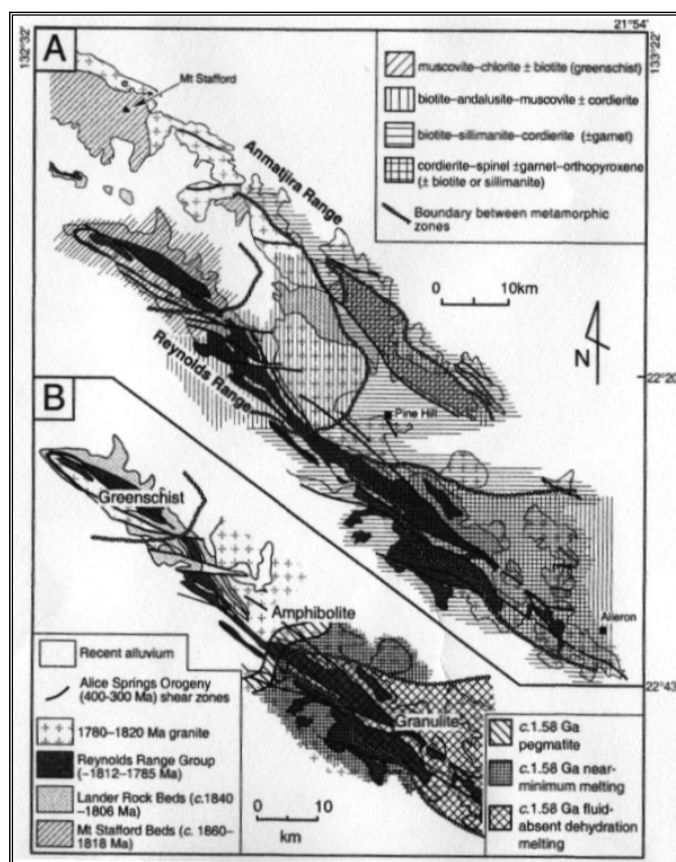 132°32'
21°54'
133°22'
A
Mt Stafford
muscovite–chlorite ± biotite (greenschist)
biotite-andalusite-muscovite ± cordierite
biotite-sillimanite-cordierite (±garnet)
cordierite-spinel ±garnet-orthopyroxene
(± biotite or sillimanite)
Boundary between metamorphic
zones
Anmatjira Range
0 10km
N
Reynolds Range
22°20
Pine Hill
B
Greenschist
Aileron
Amphibolite
22°43
Granulite
Recent alluvium
Alice Springs Orogeny
(400-300 Ma) shear zones
1780–1820 Ma granite
Reynolds Range Group
(~1812–1785 Ma)
Lander Rock Beds (c.1840
–1806 Ma)
Mt Stafford Beds (c. 1860–
1818 Ma)
0 10
km
c.1.58 Ga
pegmatite
c.1.58 Ga near-
minimum melting
c.1.58 Ga fluid-
absent dehydration
melting